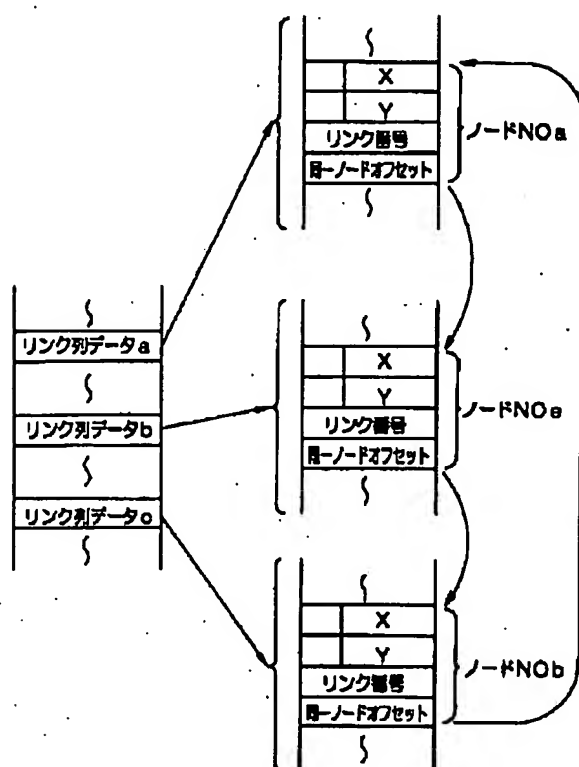 X
Y
リンク番号
同一ノードオフセット
ノードNOa
リンク列データa
リンク列データb
リンク列データc
X
Y
リンク番号
同一ノードオフセット
ノードNOe
X
Y
リンク番号
同一ノードオフセット
ノードNOb